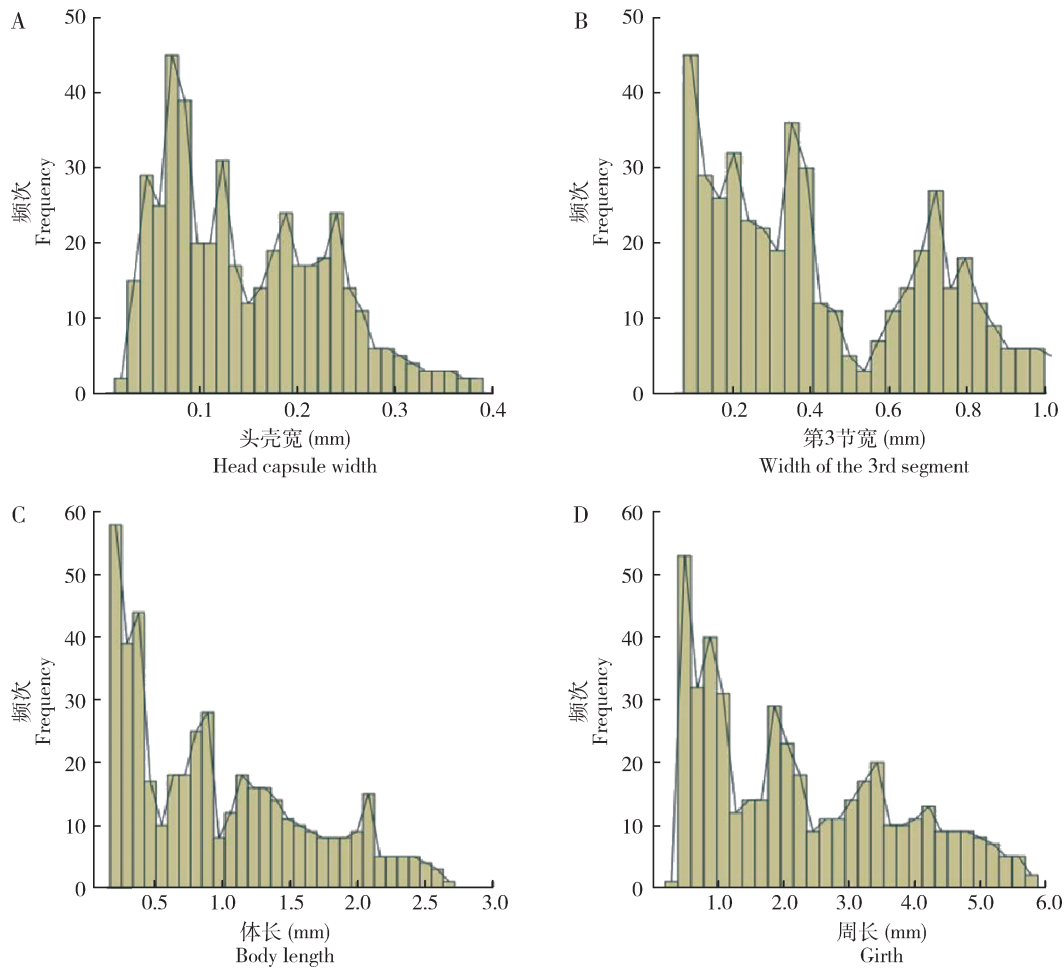 A
50
40
30
20
10
0
频次
Frequency
0.1
0.2
0.3
0.4
头壳宽 (mm)
Head capsule width
B
50
40
30
20
10
0
频次
Frequency
0.2
0.4
0.6
0.8
1.0
第3节宽 (mm)
Width of the 3rd segment
C
60
50
40
30
20
10
0
频次
Frequency
0.5
1.0
1.5
2.0
3.0
体长 (mm)
Body length
D
60
50
40
30
20
10
0
频次
Frequency
1.0
2.0
3.0
4.0
5.0
6.0
周长 (mm)
Girth